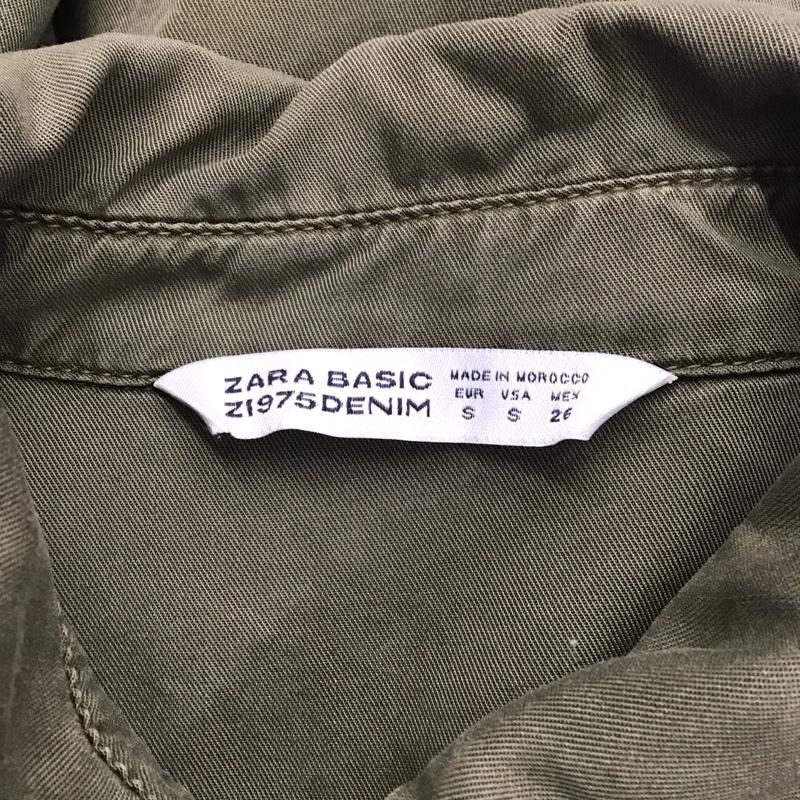 ZARA BASIC
Z1975DENIM
MADE IN MOROCCO
EUR USA MEX
S S 26